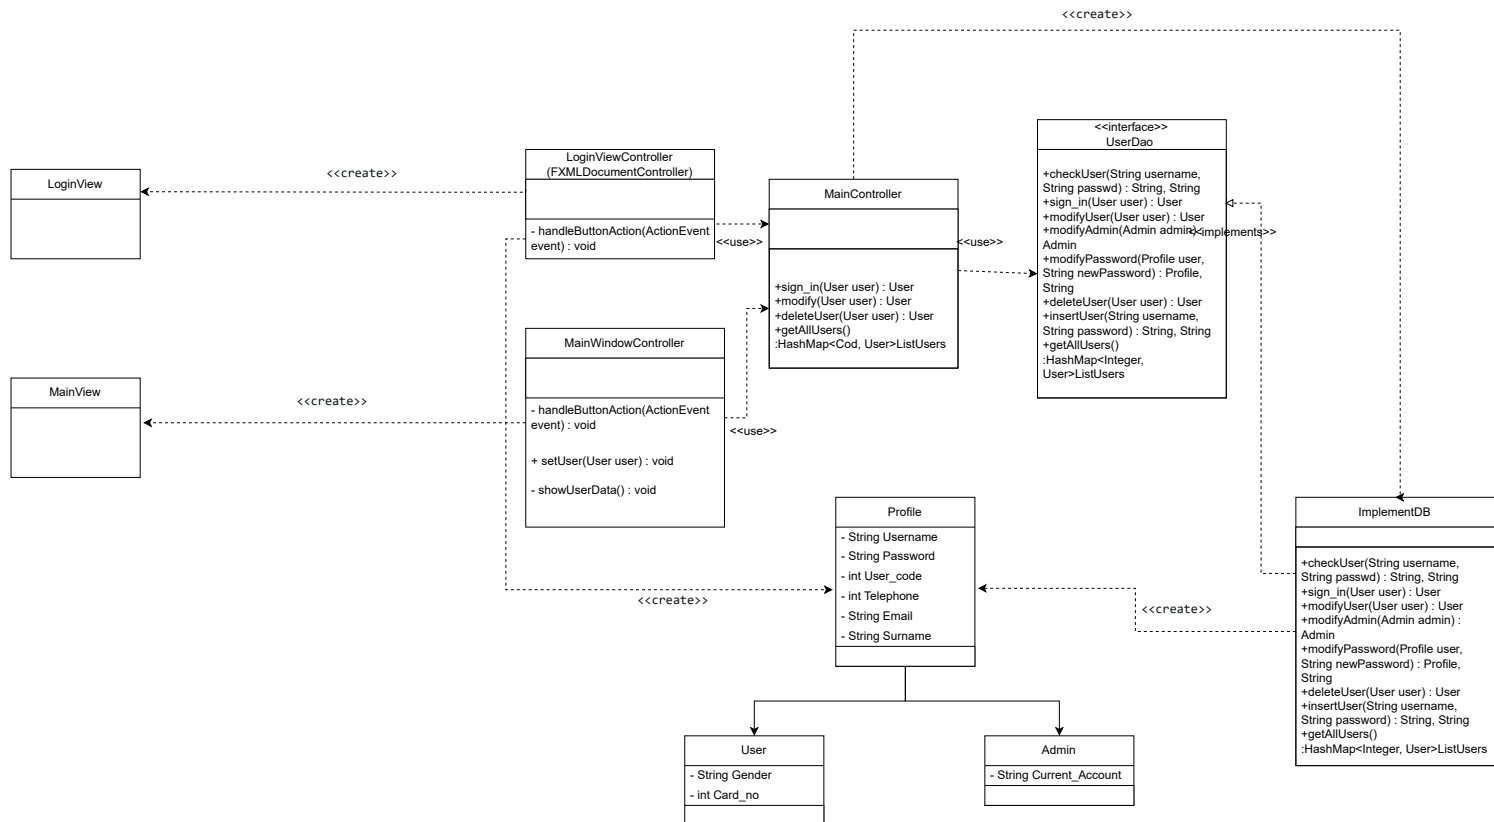 <<create>>
<<interface>>
UserDao
+checkUser(String username,
String passwd) : String, String
+sign_in(User user) : User
+modifyUser(User user) : User
+modifyAdmin(Admin admin) :
Admin
+modifyPassword(Profile user,
String newPassword) : Profile,
String
+deleteUser(User user) : User
+insertUser(String username,
String password) : String, String
+getAllUsers()
:HashMap<Integer,
User>ListUsers
<<implements>>
LoginView
<<create>>
LoginViewController
(FXMLDocumentController)
- handleButtonAction(ActionEvent
event) : void
<<use>>
MainController
+sign_in(User user) : User
+modify(User user) : User
+deleteUser(User user) : User
+getAllUsers()
:HashMap<Cod, User>ListUsers
<<use>>
MainView
<<create>>
MainWindowController
- handleButtonAction(ActionEvent
event) : void
+ setUser(User user) : void
- showUserData() : void
<<use>>
Profile
- String Username
- String Password
- int User_code
- int Telephone
- String Email
- String Surname
<<create>>
<<create>>
ImplementDB
+checkUser(String username,
String passwd) : String, String
+sign_in(User user) : User
+modifyUser(User user) : User
+modifyAdmin(Admin admin) :
Admin
+modifyPassword(Profile user,
String newPassword) : Profile,
String
+deleteUser(User user) : User
+insertUser(String username,
String password) : String, String
+getAllUsers()
:HashMap<Integer, User>ListUsers
User
- String Gender
- int Card_no
Admin
- String Current_Account